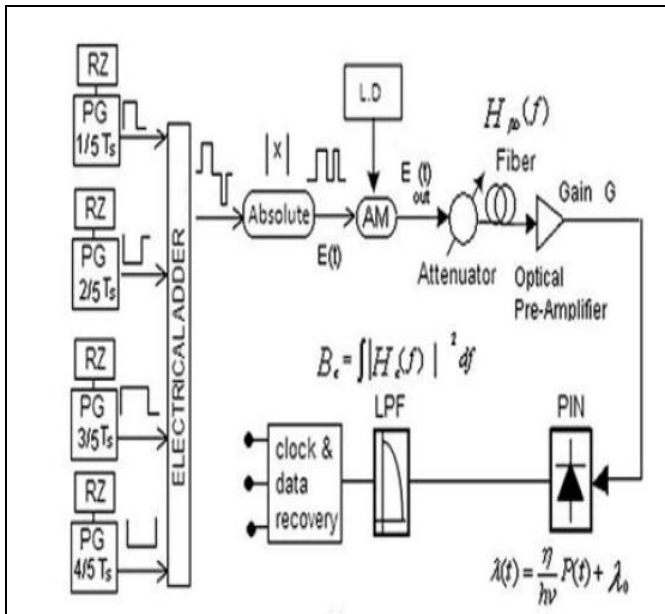 RZ
PG
1/5 Ts
RZ
PG
2/5 Ts
RZ
PG
3/5 Ts
RZ
PG
4/5 Ts
ELECTRICAL ADDER
|X|
Absolute
E(t)
L.D
AM
E (t)
out
Attenuator
H (f)
Fiber
Gain G
Optical
Pre-Amplifier
B_e = ∫|H_e(f)|^2 df
LPF
PIN
clock &
data
recovery
λ(t) = η/hν P(t) + λ_0